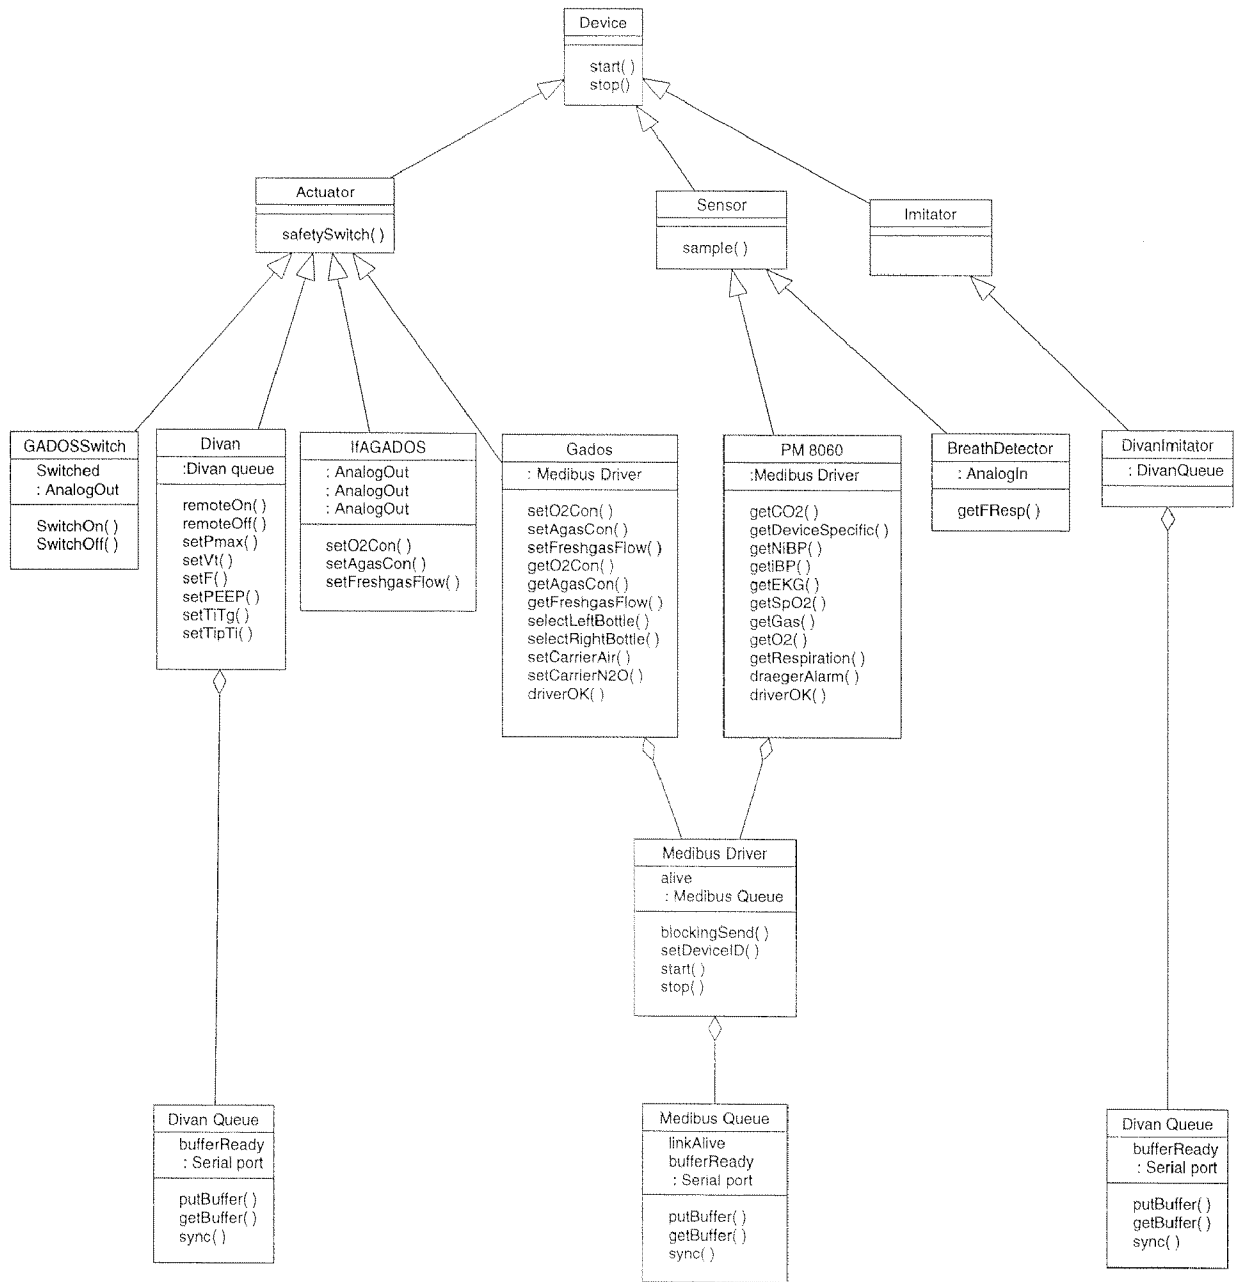 Device
start( )
stop()
Actuator
safetySwitch( )
Sensor
sample( )
Imitator
GADOSSwitch
Switched
: AnalogOut
SwitchOn( )
SwitchOff( )
Divan
:Divan queue
remoteOn( )
remoteOff( )
setPmax( )
setVt( )
setF( )
setPEEP( )
setTiTg( )
setTipTi( )
IfAGADOS
: AnalogOut
: AnalogOut
: AnalogOut
setO2Con( )
setAgasCon( )
setFreshgasFlow( )
Gados
: Medibus Driver
setO2Con( )
setAgasCon( )
setFreshgasFlow( )
getO2Con( )
getAgasCon( )
getFreshgasFlow( )
selectLeftBottle( )
selectRightBottle( )
setCarrierAir( )
setCarrierN2O( )
driverOK( )
PM 8060
:Medibus Driver
getCO2( )
getDeviceSpecific( )
getNiBP( )
getiBP( )
getEKG( )
getSpO2( )
getGas( )
getO2( )
getRespiration( )
draegerAlarm( )
driverOK( )
BreathDetector
: AnalogIn
getFResp( )
DivanImitator
: DivanQueue
Medibus Driver
alive
: Medibus Queue
blockingSend( )
setDeviceID( )
start( )
stop( )
Divan Queue
bufferReady
: Serial port
putBuffer( )
getBuffer( )
sync( )
Medibus Queue
linkAlive
bufferReady
: Serial port
putBuffer( )
getBuffer( )
sync( )
Divan Queue
bufferReady
: Serial port
putBuffer( )
getBuffer( )
sync( )